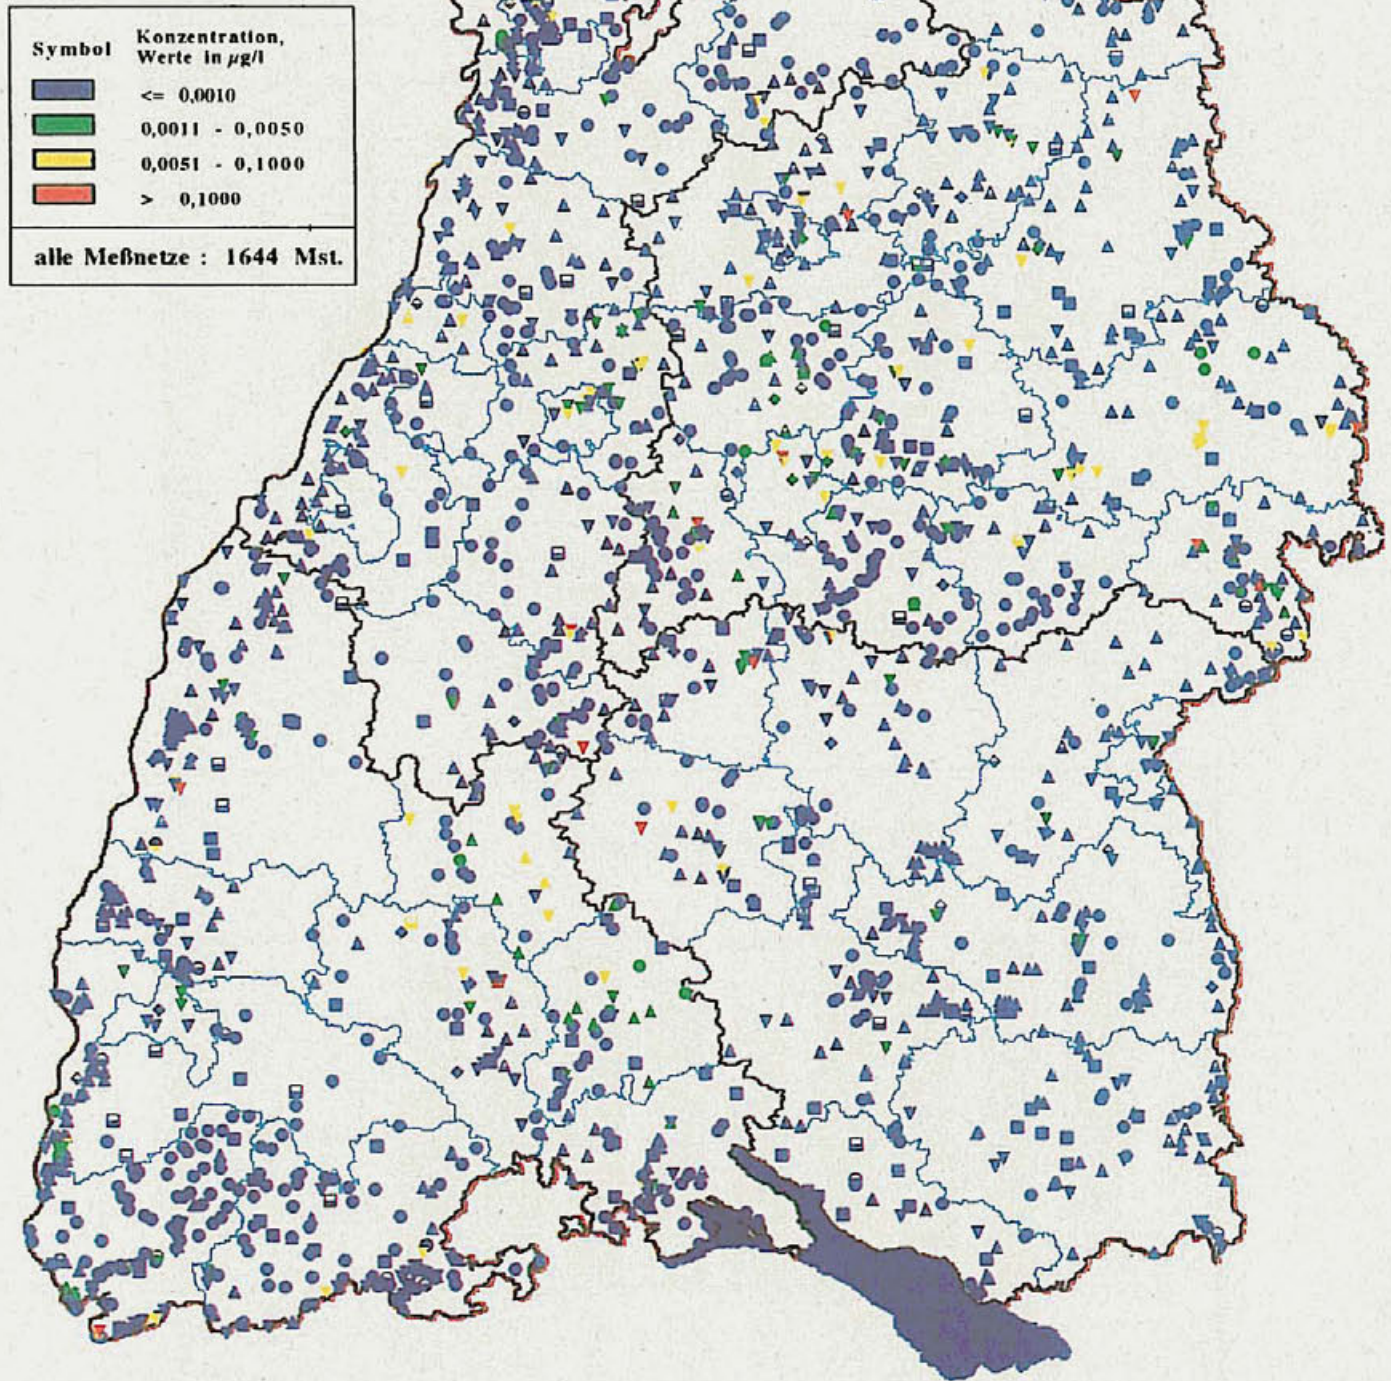 Symbol Konzentration,
Werte in µg/l
<= 0,0010
0,0011 - 0,0050
0,0051 - 0,1000
> 0,1000
alle Meßnetze : 1644 Mst.